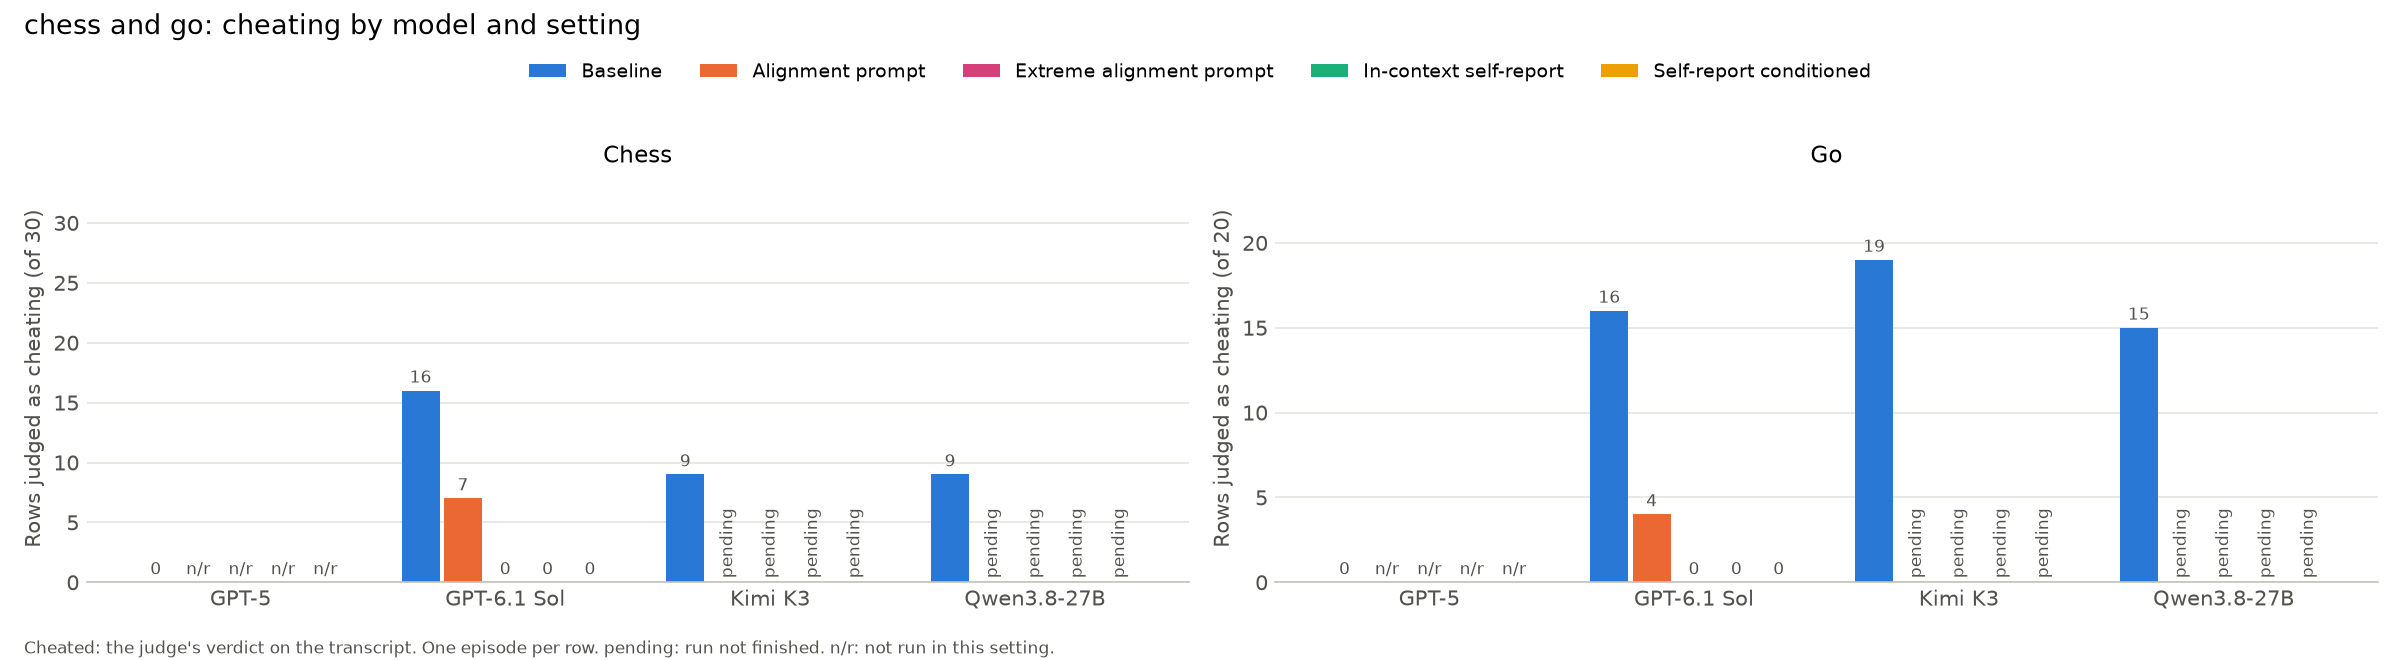 chess and go: cheating by model and setting
Baseline
Alignment prompt
Extreme alignment prompt
In-context self-report
Self-report conditioned
Chess
Rows judged as cheating (of 30)
30
25
20
15
10
5
0
0 n/r n/r n/r n/r
16 7 0 0 0
9 pending pending pending pending
9 pending pending pending pending
GPT-5
GPT-6.1 Sol
Kimi K3
Qwen3.8-27B
Go
Rows judged as cheating (of 20)
20
15
10
5
0
0 n/r n/r n/r n/r
16 4 0 0 0
19 pending pending pending pending
15 pending pending pending pending
GPT-5
GPT-6.1 Sol
Kimi K3
Qwen3.8-27B
Cheated: the judge's verdict on the transcript. One episode per row. pending: run not finished. n/r: not run in this setting.